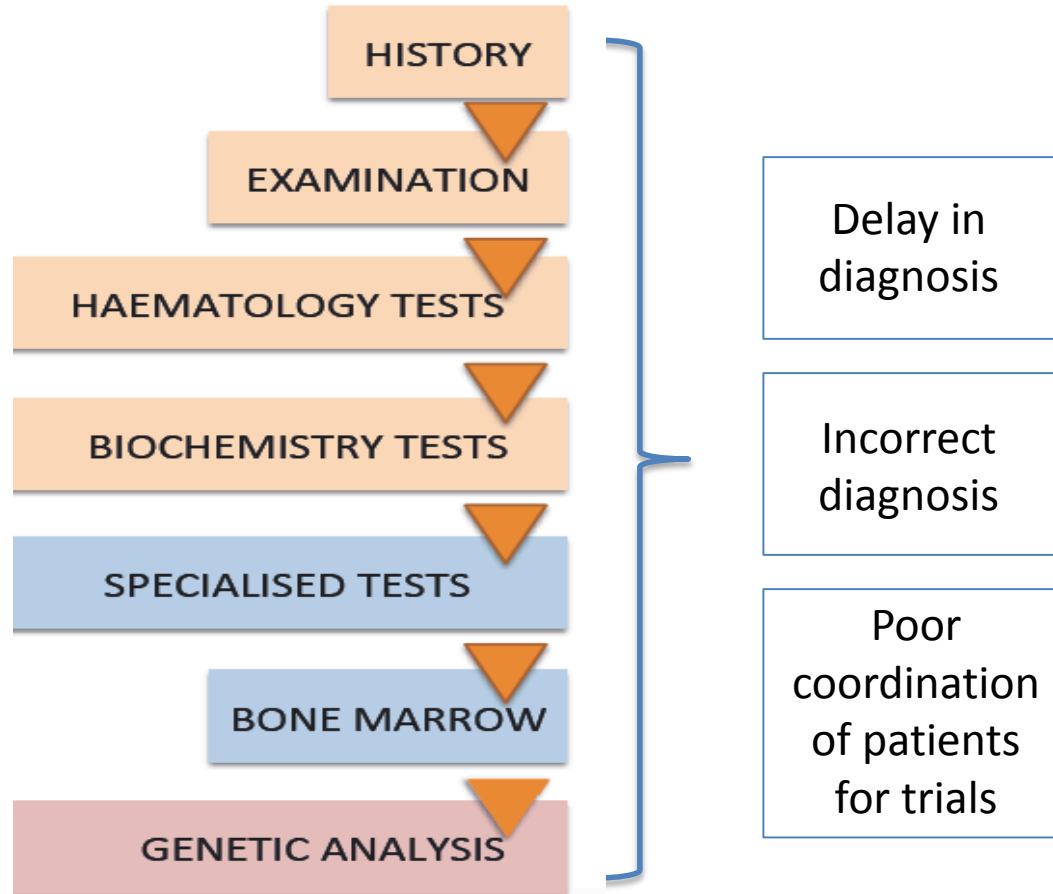 HISTORY
EXAMINATION
HAEMATOLOGY TESTS
BIOCHEMISTRY TESTS
SPECIALISED TESTS
BONE MARROW
GENETIC ANALYSIS
Delay in
diagnosis
Incorrect
diagnosis
Poor
coordination
of patients
for trials